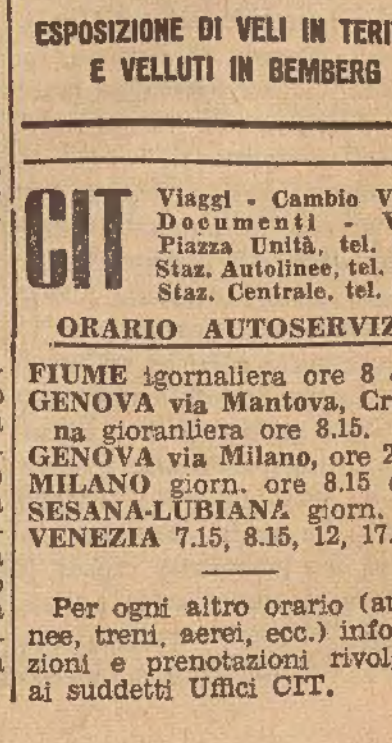 ESPOSIZIONE DI VELI IN TERI
E VELLUTI IN BEMBERG
CIT
Viaggi - Cambio V
Documenti - V
Piazza Unità, tel.
Staz. Autolinee, tel.
Staz. Centrale, tel.
ORARIO AUTOSERVIZ
FIUME igornaliera ore 8
GENOVA via Mantova, Cr
na gioranliera ore 8.15.
GENOVA via Milano, ore 2
MILANO giorn. ore 8.15
SESANA-LUBIANA giorn.
VENEZIA 7.15, 8.15, 12, 17.
Per ogni altro orario (au
nee, treni, aerei, ecc.) info
zioni e prenotazioni rivol
ai suddetti Uffici CIT.